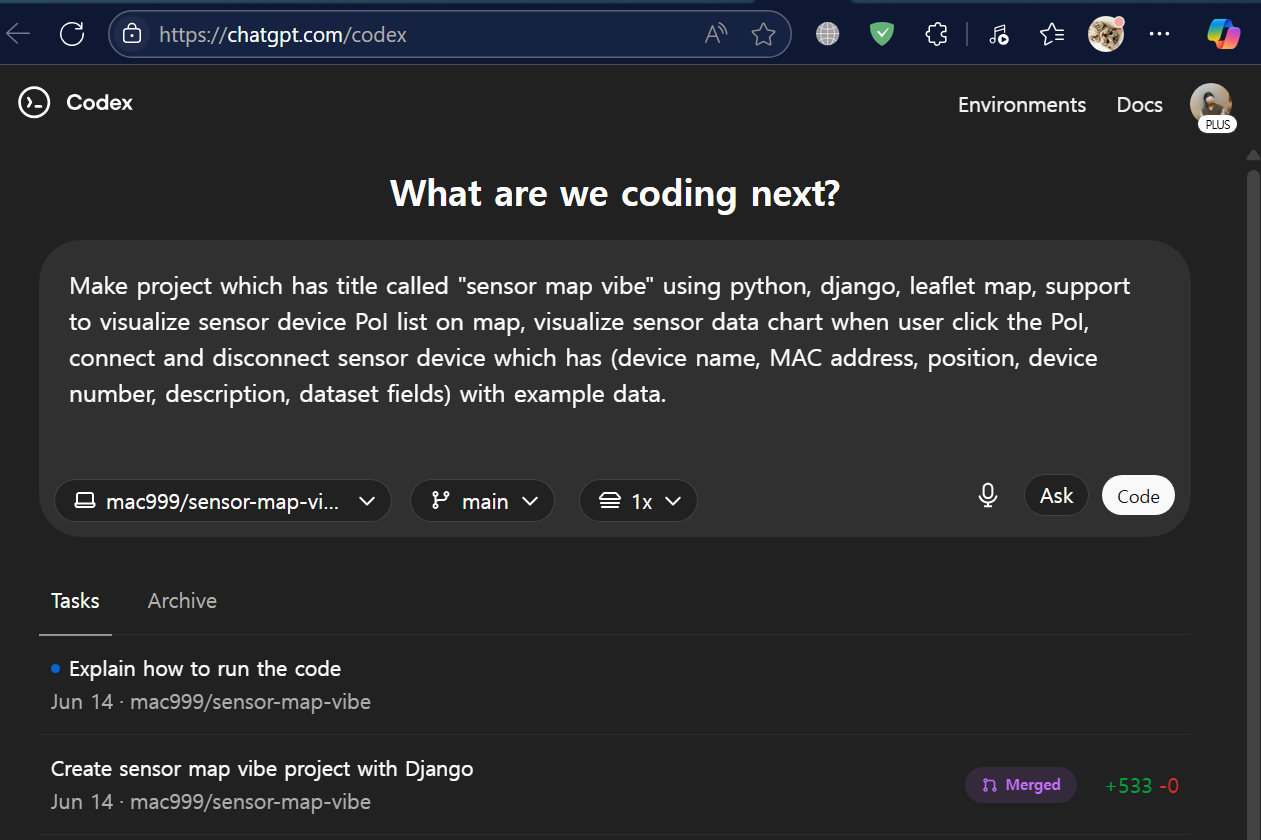 https://chatgpt.com/codex
Codex
Environments
Docs
PLUS
What are we coding next?
Make project which has title called "sensor map vibe" using python, django, leaflet map, support
to visualize sensor device PoI list on map, visualize sensor data chart when user click the PoI,
connect and disconnect sensor device which has (device name, MAC address, position, device
number, description, dataset fields) with example data.
mac999/sensor-map-vi...
main
1x
Ask
Code
Tasks
Archive
Explain how to run the code
Jun 14 · mac999/sensor-map-vibe
Create sensor map vibe project with Django
Merged
+533 -0
Jun 14 · mac999/sensor-map-vibe